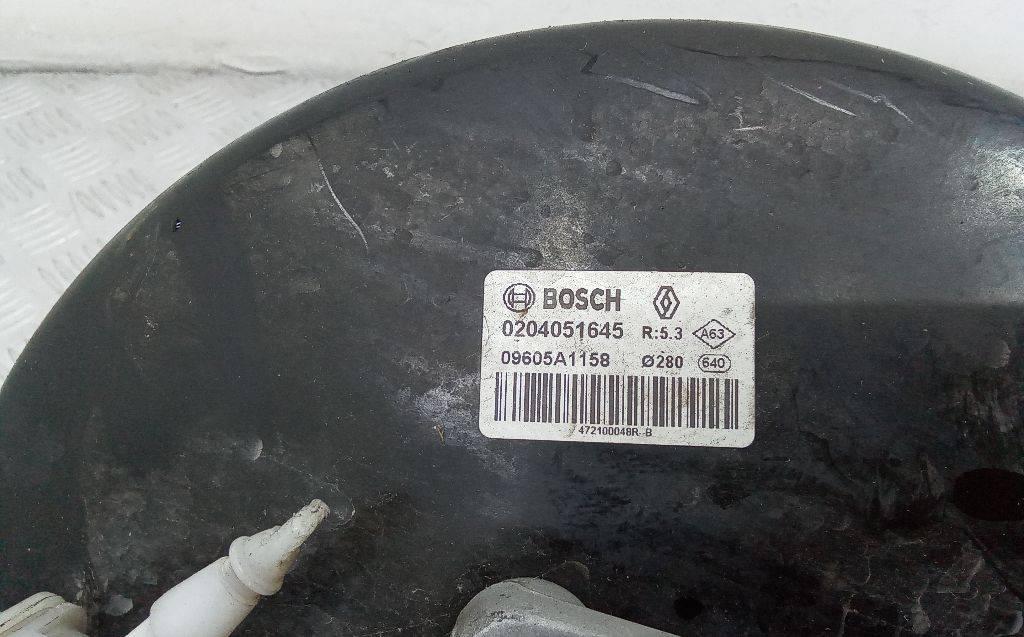 BOSCH
0204051645 R:5.3 A63
09605A1158 Ø280 640
472100048R--B